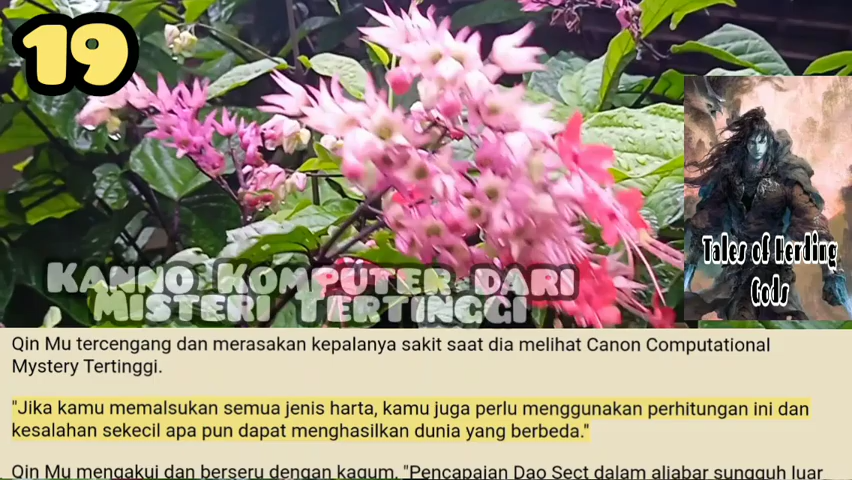 19
Tales of Herding
Gods
Kanno Komputer dari
Misteri Tertinggi
Qin Mu tercengang dan merasakan kepalanya sakit saat dia melihat Canon Computational
Mystery Tertinggi.
"Jika kamu memalsukan semua jenis harta, kamu juga perlu menggunakan perhitungan ini dan
kesalahan sekecil apa pun dapat menghasilkan dunia yang berbeda."
Qin Mu mengakui dan berseru dengan kagum, "Pencapaian Dao Sect dalam aljabar sungguh luar